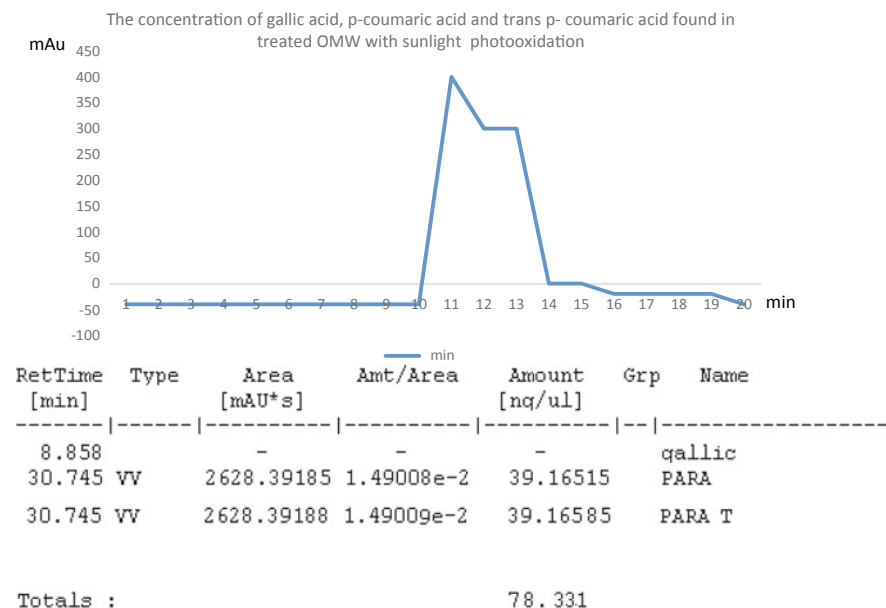 The concentration of gallic acid, p-coumaric acid and trans p- coumaric acid found in
treated OMW with sunlight photooxidation
mAu
450
400
350
300
250
200
150
100
50
0
-50
-100
1 2 3 4 5 6 7 8 9 10 11 12 13 14 15 16 17 18 19 20 min
min
RetTime Type Area Amt/Area Amount Grp Name
[min] [mAU*s] [nq/ul]
-------|------|----------|----------|----------|--|------------------
8.858 - - - qallic
30.745 VV 2628.39185 1.49008e-2 39.16515 PARA
30.745 VV 2628.39188 1.49009e-2 39.16585 PARA T
Totals : 78.331